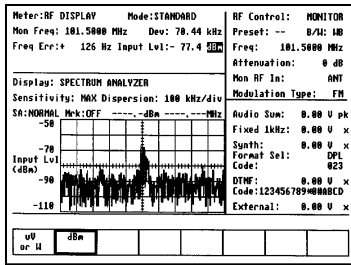 Meter:RF DISPLAY Mode:STANDARD
Mon Freq: 101.5000 MHz Dev: 70.44 kHz
Freq Err:+ 126 Hz Input Lvl:- 77.4 dBm
Display: SPECTRUM ANALYZER
Sensitivity: MAX Dispersion: 100 kHz/div
SA:NORMAL Mrk:OFF ----.-dBm ----.----MHz
-50
-70
Input Lvl
(dBm)
-90
-110
RF Control: MONITOR
Preset: -- B/W: WB
Freq: 101.5000 MHz
Attenuation: 0 dB
Mon RF In: ANT
Modulation Type: FM
Audio Sum: 0.00 V pk
Fixed 1kHz: 0.00 V x
Synth: 0.00 V x
Format Sel: DPL
Code: 023
DTMF: 0.00 V x
Code:123456789*0#ABCD
External: 0.00 V x
uV
or W
dBm